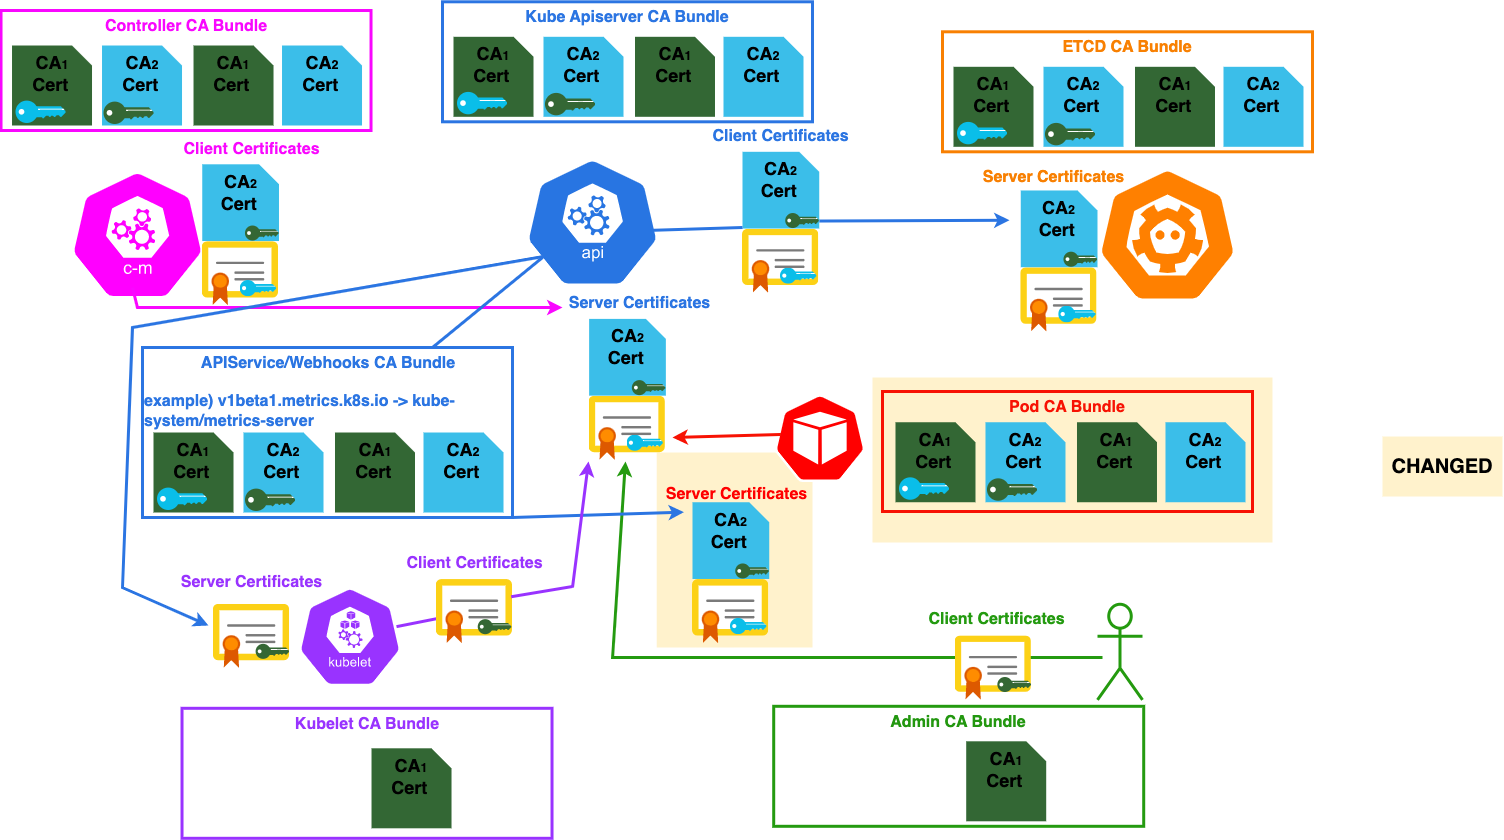 Controller CA Bundle
CA1 Cert
CA2 Cert
CA1 Cert
CA2 Cert
Kube Apiserver CA Bundle
CA1 Cert
CA2 Cert
CA1 Cert
CA2 Cert
ETCD CA Bundle
CA1 Cert
CA2 Cert
CA1 Cert
CA2 Cert
Client Certificates
CA2 Cert
c-m
api
Client Certificates
CA2 Cert
Server Certificates
CA2 Cert
Server Certificates
CA2 Cert
APIService/Webhooks CA Bundle
example) v1beta1.metrics.k8s.io -> kube-
system/metrics-server
CA1 Cert
CA2 Cert
CA1 Cert
CA2 Cert
Pod CA Bundle
CA1 Cert
CA2 Cert
CA1 Cert
CA2 Cert
CHANGED
Server Certificates
CA2 Cert
Server Certificates
kubelet
Client Certificates
Client Certificates
Kubelet CA Bundle
CA1 Cert
Admin CA Bundle
CA1 Cert